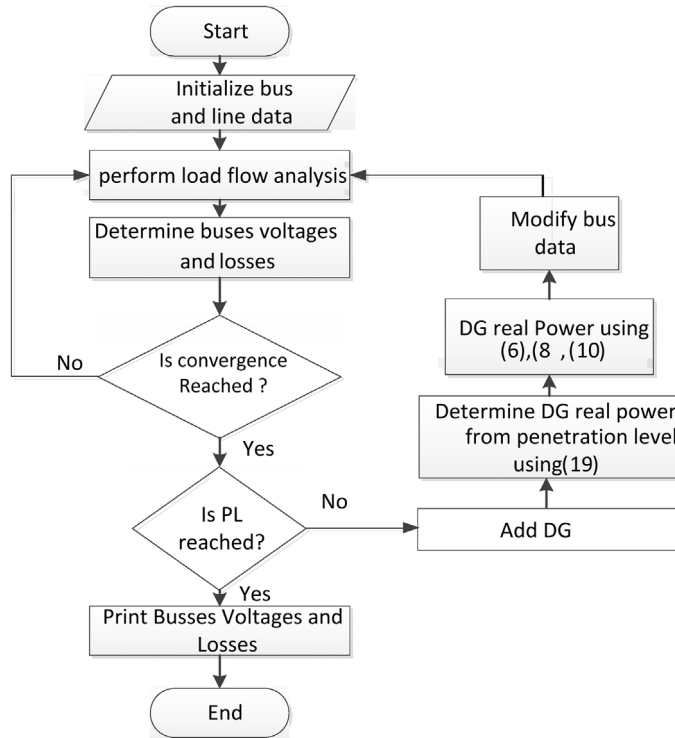 Start
Initialize bus
and line data
perform load flow analysis
Determine buses voltages
and losses
Is convergence
Reached ?
No
Yes
Is PL
reached?
No
Yes
Add DG
Determine DG real power
from penetration level
using(19)
DG real Power using
(6),(8 ,(10)
Modify bus
data
Print Busses Voltages and
Losses
End